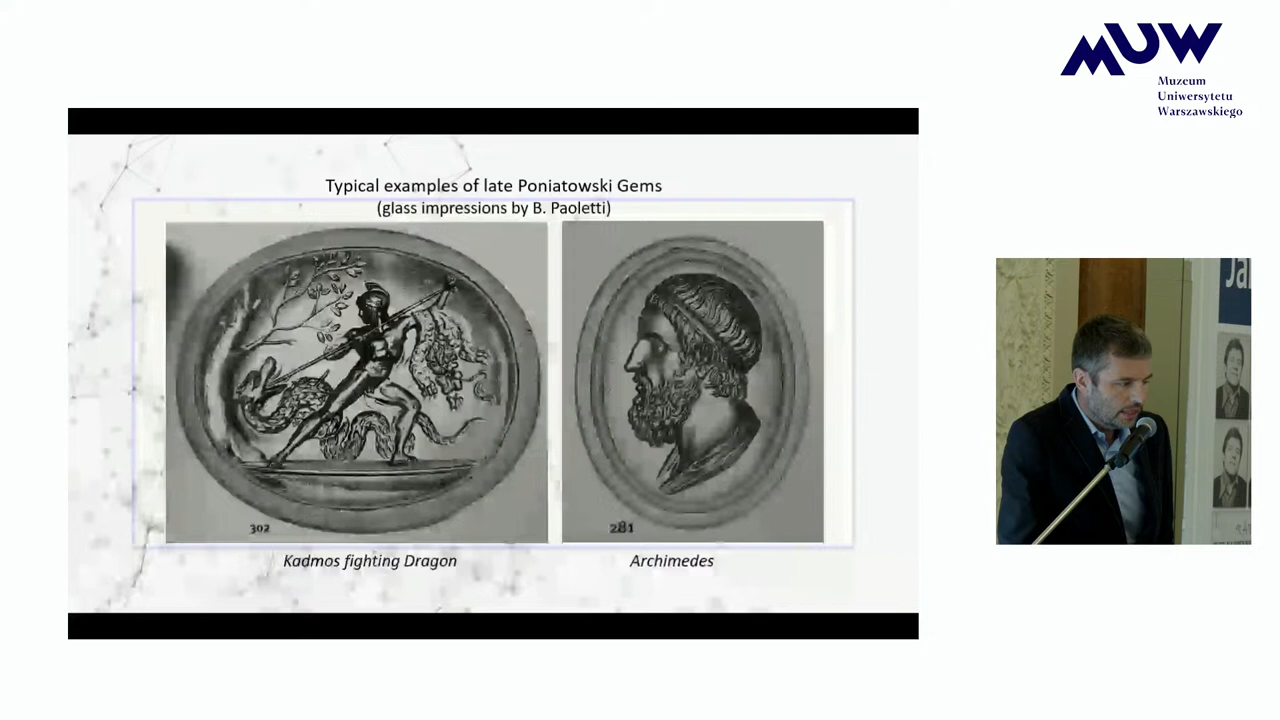 MUW
Muzeum
Uniwersytetu
Warszawskiego
Typical examples of late Poniatowski Gems
(glass impressions by B. Paoletti)
302
281
Kadmos fighting Dragon
Archimedes